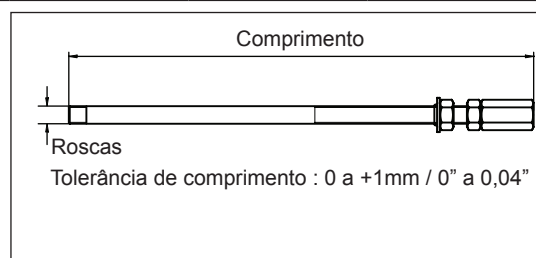 Comprimento
Roscas
Tolerância de comprimento : 0 a +1mm / 0” a 0,04”